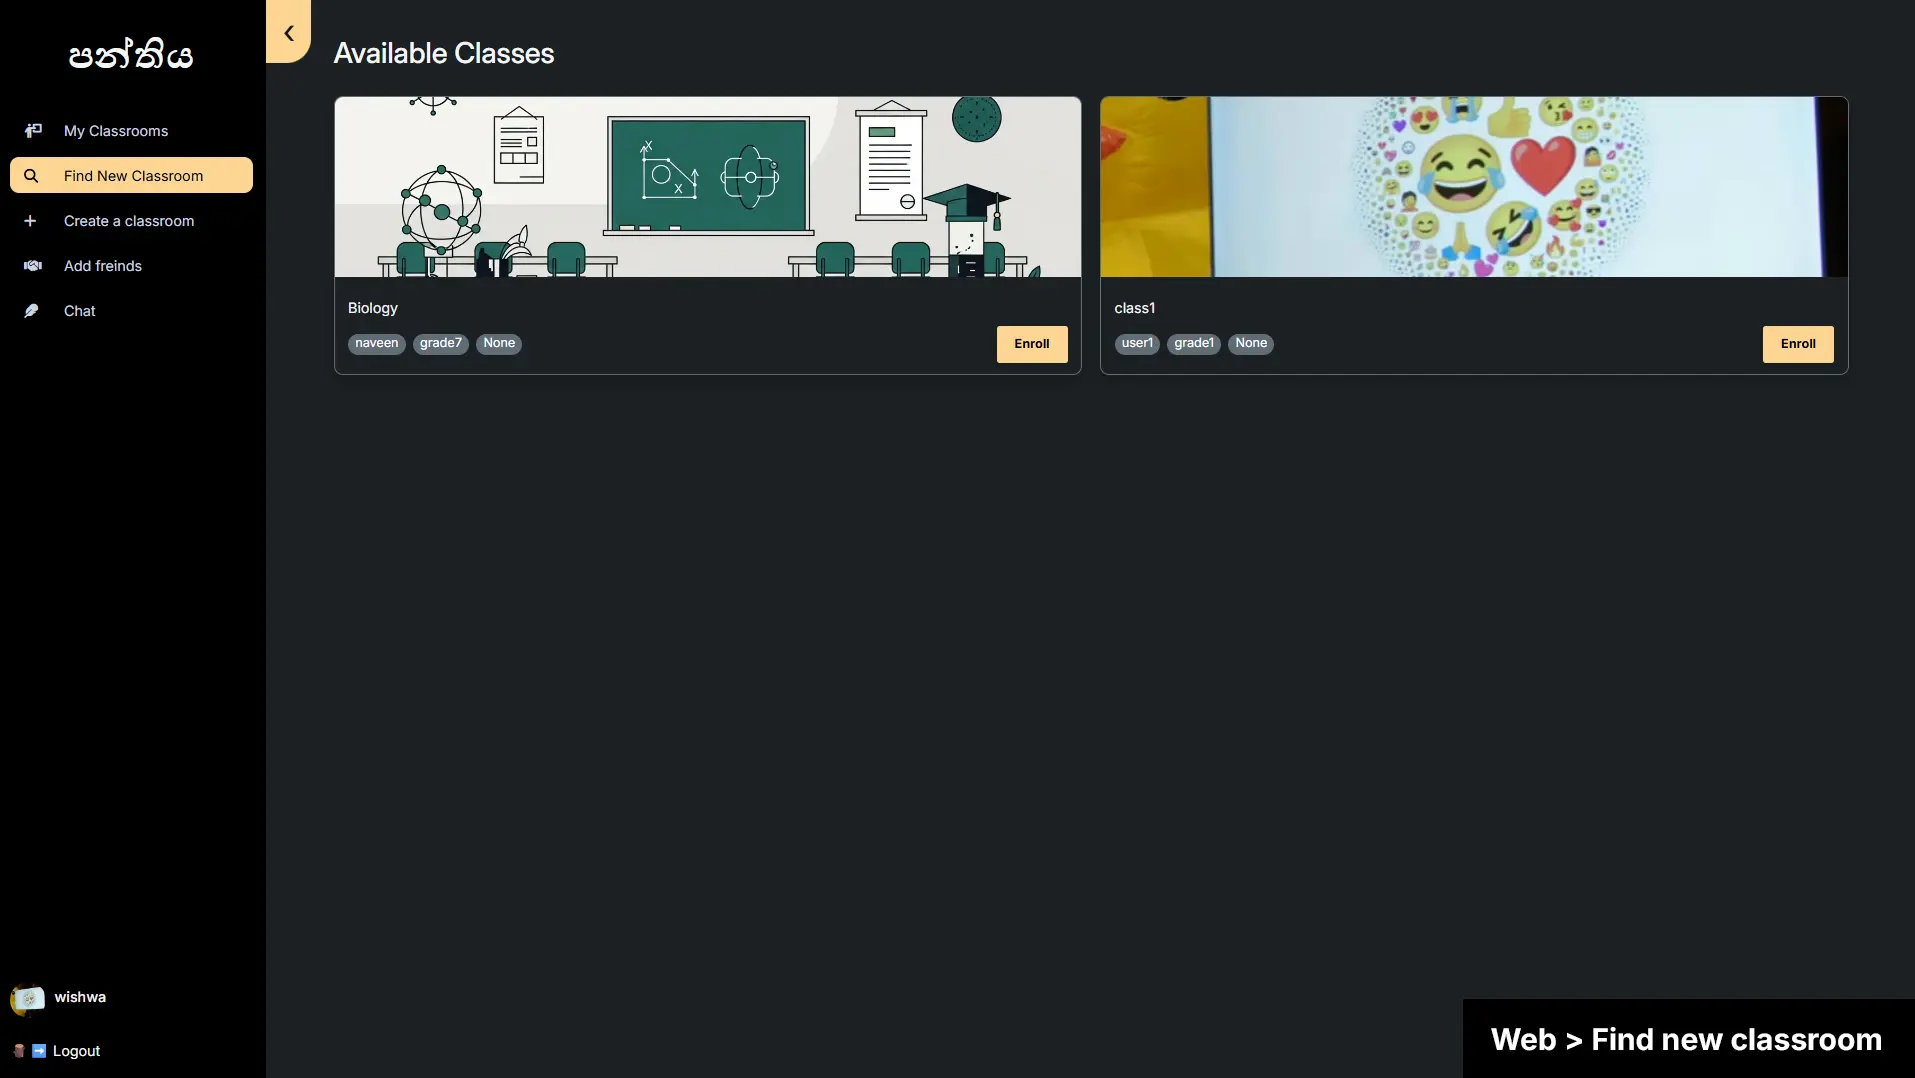 පන්තිය
My Classrooms
Find New Classroom
Create a classroom
Add freinds
Chat
wishwa
Logout
Available Classes
X
X
Biology
naveen grade7 None
Enroll
class1
user1 grade1 None
Enroll
Web > Find new classroom